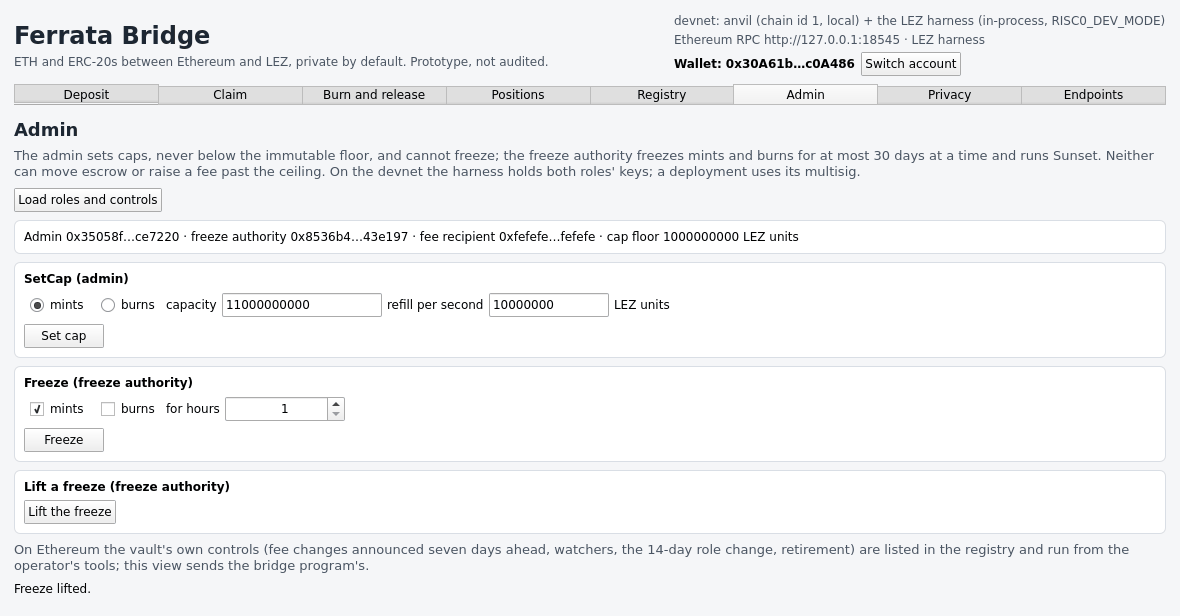 Ferrata Bridge
ETH and ERC-20s between Ethereum and LEZ, private by default. Prototype, not audited.
devnet: anvil (chain id 1, local) + the LEZ harness (in-process, RISC0_DEV_MODE)
Ethereum RPC http://127.0.0.1:18545 · LEZ harness
Wallet: 0x30A61b…c0A486 Switch account
Deposit Claim Burn and release Positions Registry Admin Privacy Endpoints
Admin
The admin sets caps, never below the immutable floor, and cannot freeze; the freeze authority freezes mints and burns for at most 30 days at a time and runs Sunset. Neither
can move escrow or raise a fee past the ceiling. On the devnet the harness holds both roles' keys; a deployment uses its multisig.
Load roles and controls
Admin 0x35058f…ce7220 · freeze authority 0x8536b4…43e197 · fee recipient 0xfefefe…fefefe · cap floor 1000000000 LEZ units
SetCap (admin)
mints burns capacity 11000000000 refill per second 10000000 LEZ units
Set cap
Freeze (freeze authority)
mints burns for hours 1
Freeze
Lift a freeze (freeze authority)
Lift the freeze
On Ethereum the vault's own controls (fee changes announced seven days ahead, watchers, the 14-day role change, retirement) are listed in the registry and run from the
operator's tools; this view sends the bridge program's.
Freeze lifted.